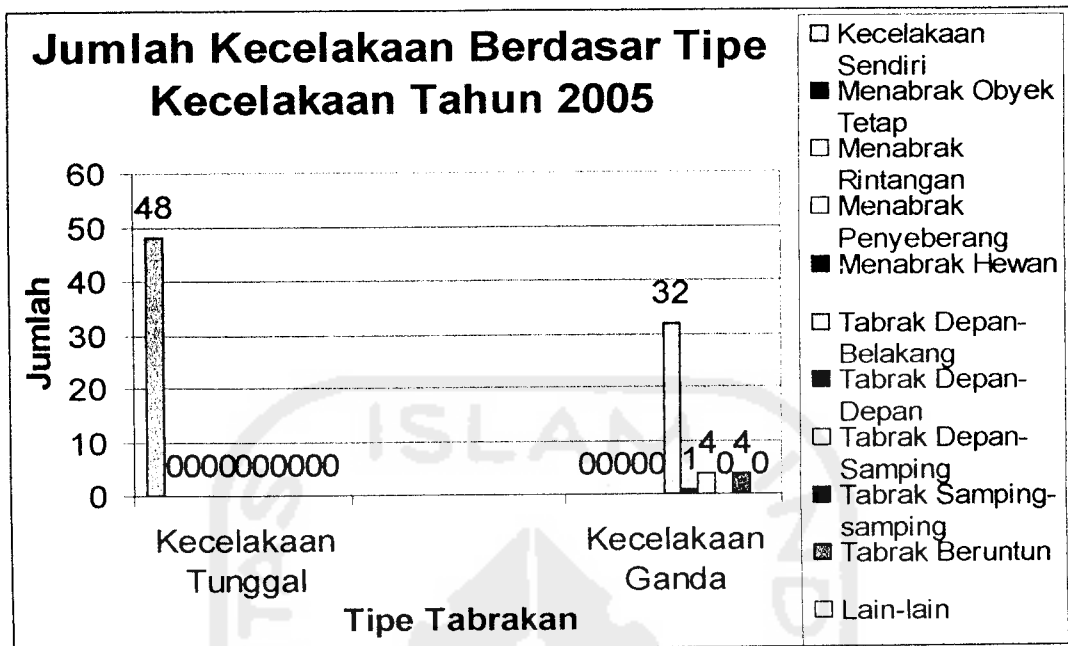 Jumlah Kecelakaan Berdasar Tipe
Kecelakaan Tahun 2005
Jumlah
60
50
40
30
20
10
0
48
0000000000
32
00000
1
4
0
4
0
Kecelakaan
Tunggal
Kecelakaan
Ganda
Tipe Tabrakan
Kecelakaan
Sendiri
Menabrak Obyek
Tetap
Menabrak
Rintangan
Menabrak
Penyeberang
Menabrak Hewan
Tabrak Depan-
Belakang
Tabrak Depan-
Depan
Tabrak Depan-
Samping
Tabrak Samping-
samping
Tabrak Beruntun
Lain-lain
ISLAM